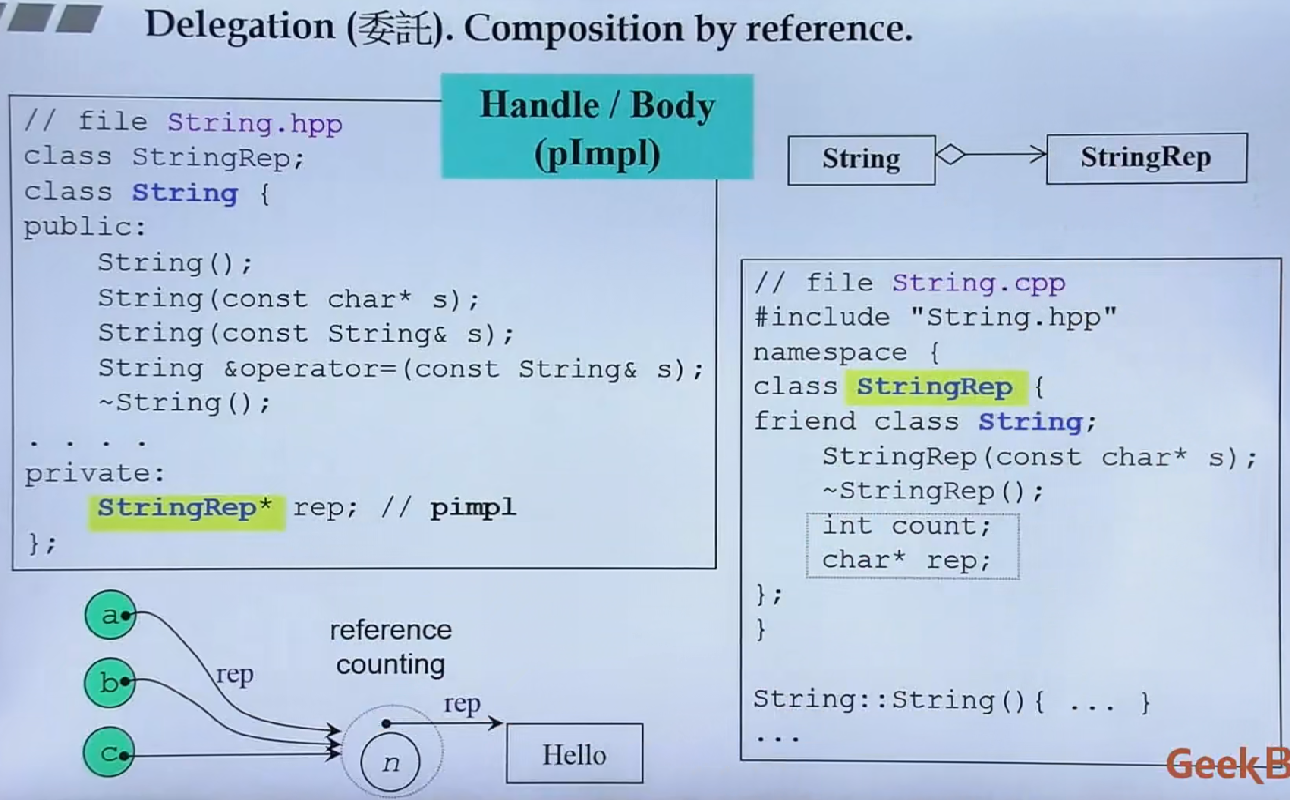 Delegation (委託). Composition by reference.
Handle / Body
(pImpl)
// file String.hpp
class StringRep;
class String {
public:
String();
String(const char* s);
String(const String& s);
String &operator=(const String& s);
~String();
. . . .
private:
StringRep* rep; // pimpl
};
String
StringRep
// file String.cpp
#include "String.hpp"
namespace {
class StringRep {
friend class String;
StringRep(const char* s);
~StringRep();
int count;
char* rep;
};
}
String::String(){ ... }
...
a
b
c
rep
reference
counting
rep
n
Hello
GeekB